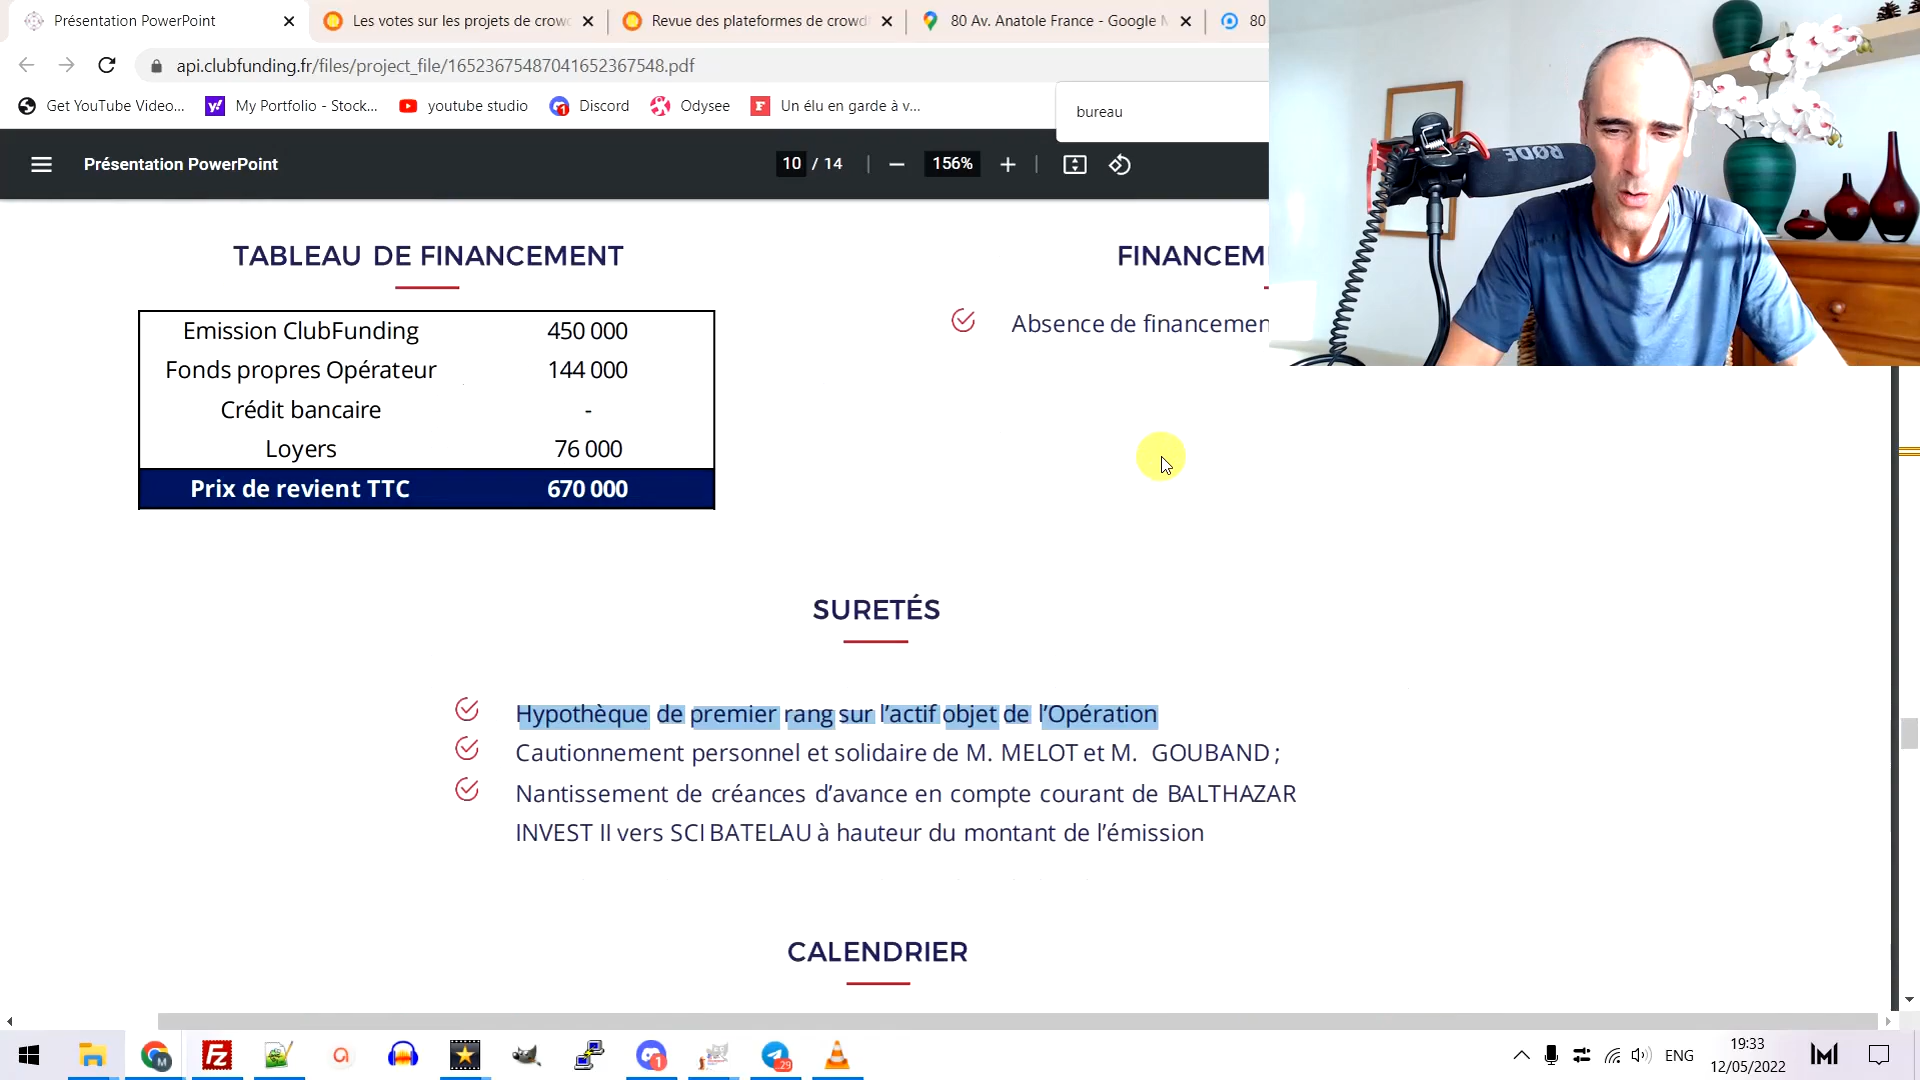 Présentation PowerPoint
Les votes sur les projets de crow
Revue des plateformes de crowd
80 Av. Anatole France - Google M
80
api.clubfunding.fr/files/project_file/16523675487041652367548.pdf
Get YouTube Video...
My Portfolio - Stock...
youtube studio
Discord
Odysee
Un élu en garde à v...
bureau
Présentation PowerPoint
10 / 14
156%
RØDE
TABLEAU DE FINANCEMENT
FINANCEM
Emission ClubFunding 450 000
Fonds propres Opérateur 144 000
Crédit bancaire -
Loyers 76 000
Prix de revient TTC 670 000
Absence de financemen
SURETÉS
Hypothèque de premier rang sur l’actif objet de l’Opération
Cautionnement personnel et solidaire de M. MELOT et M. GOUBAND ;
Nantissement de créances d’avance en compte courant de BALTHAZAR
INVEST II vers SCI BATELAU à hauteur du montant de l’émission
CALENDRIER
ENG
19:33
12/05/2022